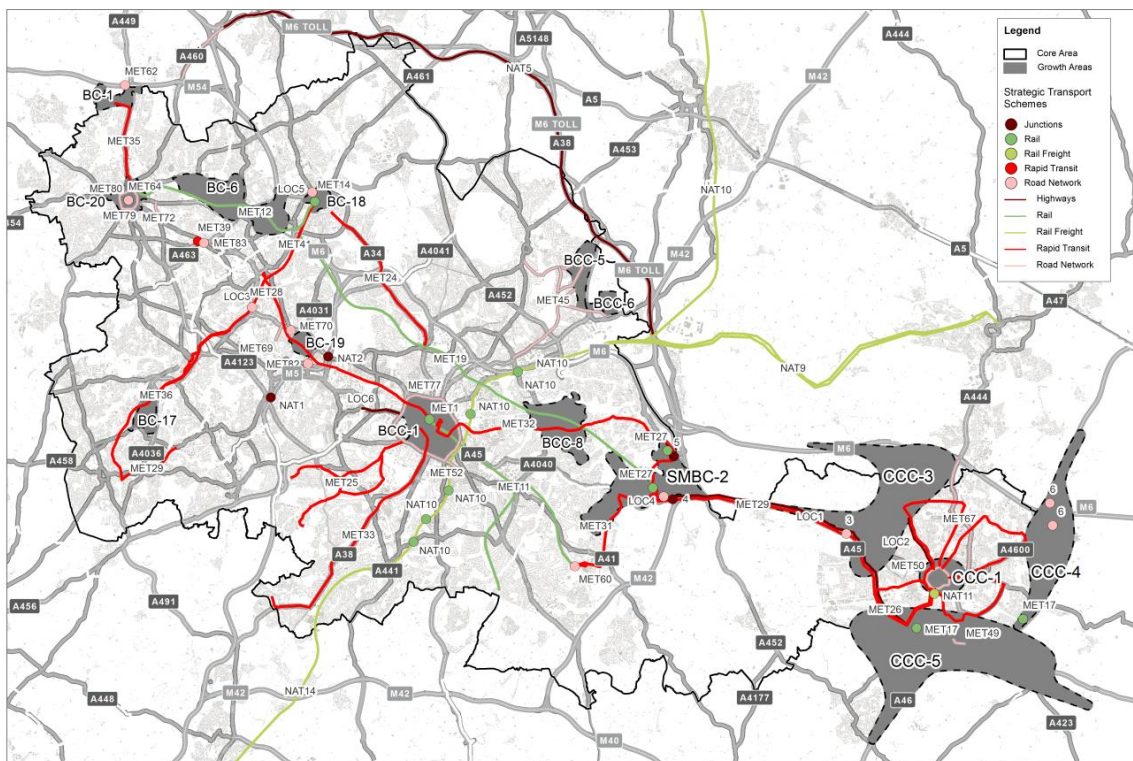 A449
A460
M6 TOLL
A5148
A444
M42
MET62
M54
A461
NAT5
A5
BC-1
M6 TOLL
A38
A453
MET35
MET80
MET64
BC-6
LOC5
MET14
BC-20
BC-18
MET79
MET72
MET12
MET39
MET83
A463
MET41
A34
A4041
M6
MET24
A452
BCC-5
M42
M6 TOLL
NAT10
A5
A47
LOC3
MET28
A4031
MET45
BCC-6
MET70
MET69
BC-19
NAT2
A4123
MET82
M5
MET19
NAT10
M6
NAT10
NAT9
MET36
NAT1
LOC6
MET77
MET1
NAT10
A444
BC-17
BCC-1
MET32
A45
BCC-8
A458
A4036
MET29
MET52
A4040
MET27
5
M6
MET25
MET11
MET27
SMBC-2
CCC-3
NAT10
NAT10
LOC4
4
MET29
LOC1
3
MET67
6
6
M6
MET33
A38
NAT10
MET31
A41
LOC2
A45
A4600
A441
MET60
M42
MET50
CCC-1
CCC-4
NAT11
A456
A491
MET26
MET17
MET17
MET49
A452
CCC-5
A448
M42
NAT14
M42
A4177
A46
A423
M40
Legend
Core Area
Growth Areas
Strategic Transport
Schemes
Junctions
Rail
Rail Freight
Rapid Transit
Road Network
Highways
Rail
Rail Freight
Rapid Transit
Road Network